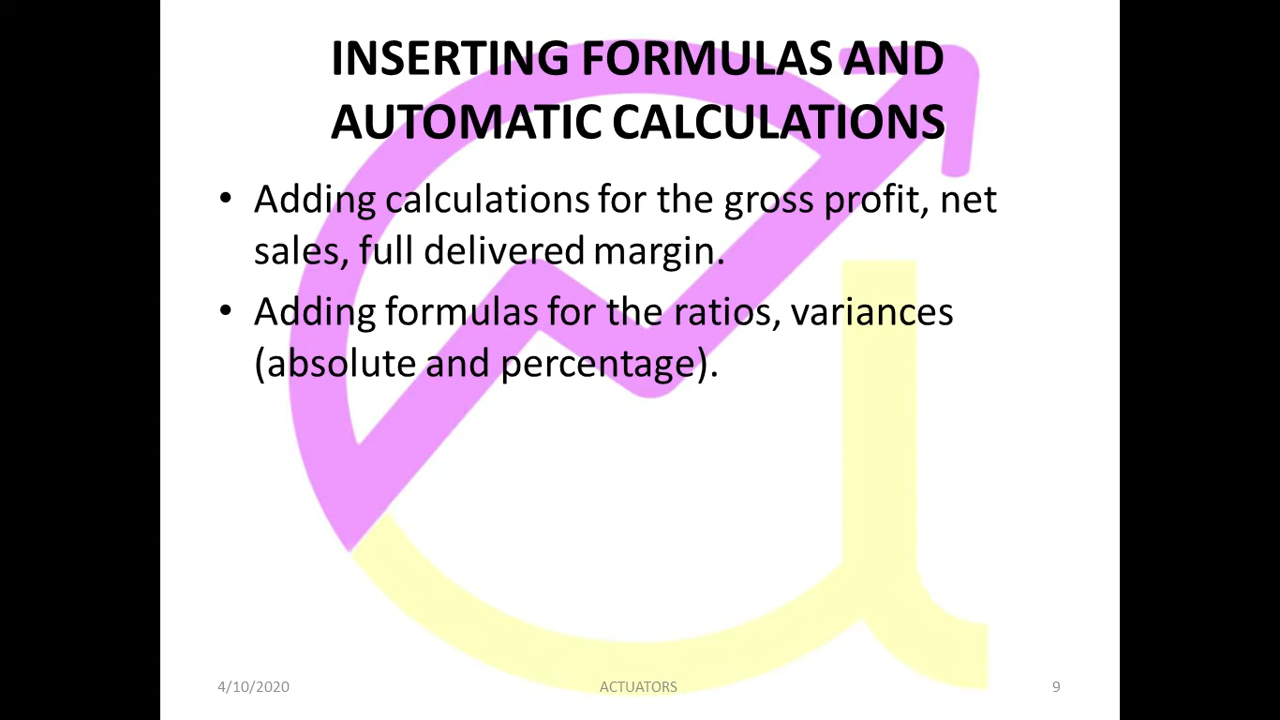 INSERTING FORMULAS AND
AUTOMATIC CALCULATIONS
• Adding calculations for the gross profit, net
sales, full delivered margin.
• Adding formulas for the ratios, variances
(absolute and percentage).
4/10/2020 ACTUATORS 9